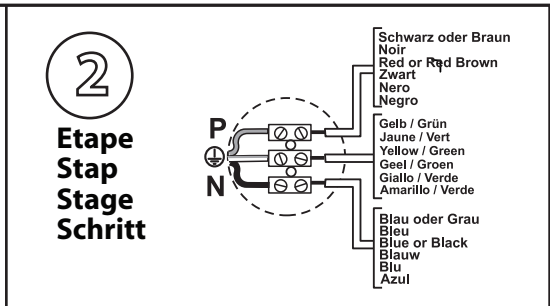 2
Etape
Stap
Stage
Schritt
P
N
Schwarz oder Braun
Noir
Red or Red Brown
Zwart
Nero
Negro
Gelb / Grün
Jaune / Vert
Yellow / Green
Geel / Groen
Giallo / Verde
Amarillo / Verde
Blau oder Grau
Bleu
Blue or Black
Blauw
Blu
Azul